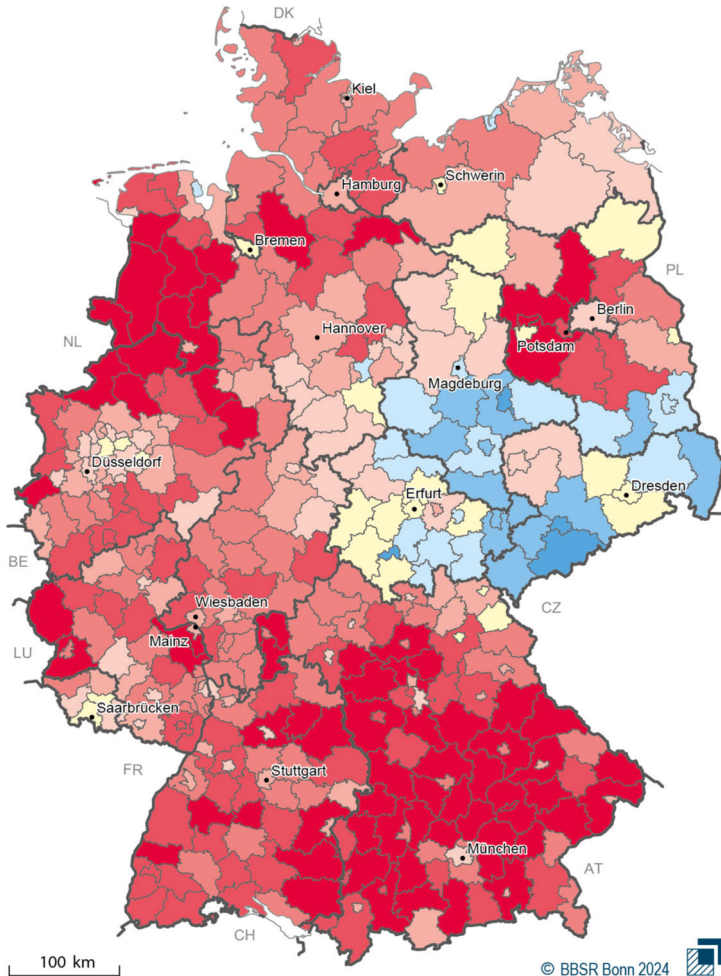 DK
Kiel
Hamburg
Schwerin
Bremen
PL
Berlin
NL
Hannover
Potsdam
Magdeburg
Düsseldorf
Dresden
Erfurt
BE
Wiesbaden
CZ
LU
Mainz
Saarbrücken
FR
Stuttgart
München
AT
CH
100 km
© BBSR Bonn 2024